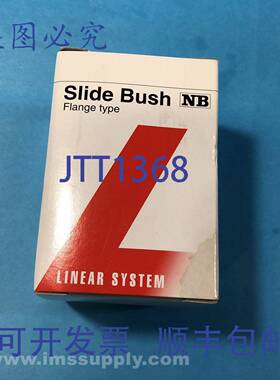 图必究
Slide Bush NB
Flange type
JTT1368
LINEAR SYSTEM
可开发票 顺丰包邮
www.imssupply.com